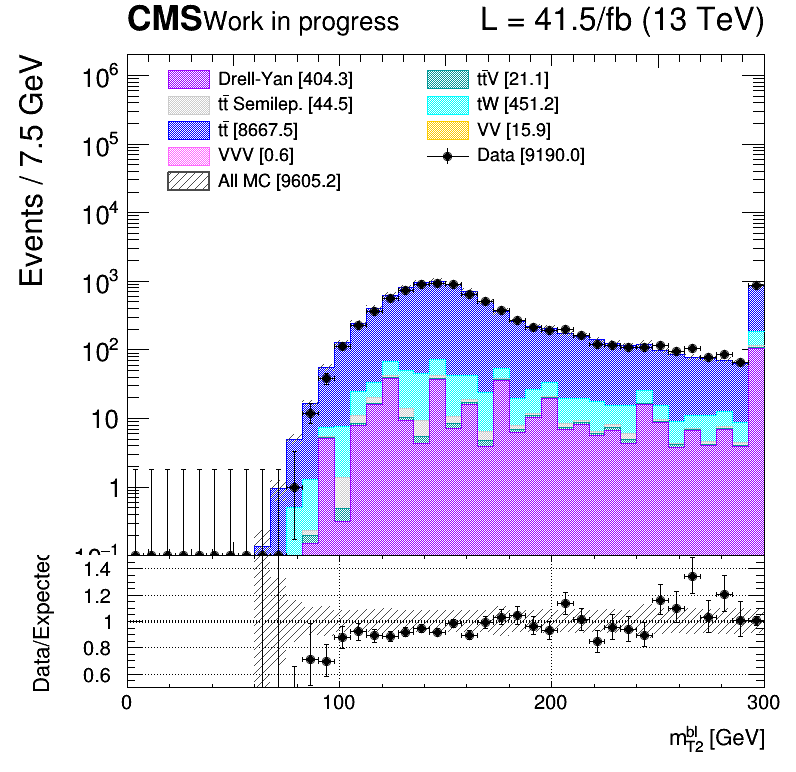 CMS Work in progress L = 41.5/fb (13 TeV)
Events / 7.5 GeV
Drell-Yan [404.3]
tt̄ Semilep. [44.5]
tt̄ [8667.5]
VVV [0.6]
All MC [9605.2]
tt̄V [21.1]
tW [451.2]
VV [15.9]
Data [9190.0]
10⁶
10⁵
10⁴
10³
10²
10
1
10⁻¹
Data/Expected
1.4
1.2
1
0.8
0.6
0 100 200 300
m_{T2}^{bl} [GeV]